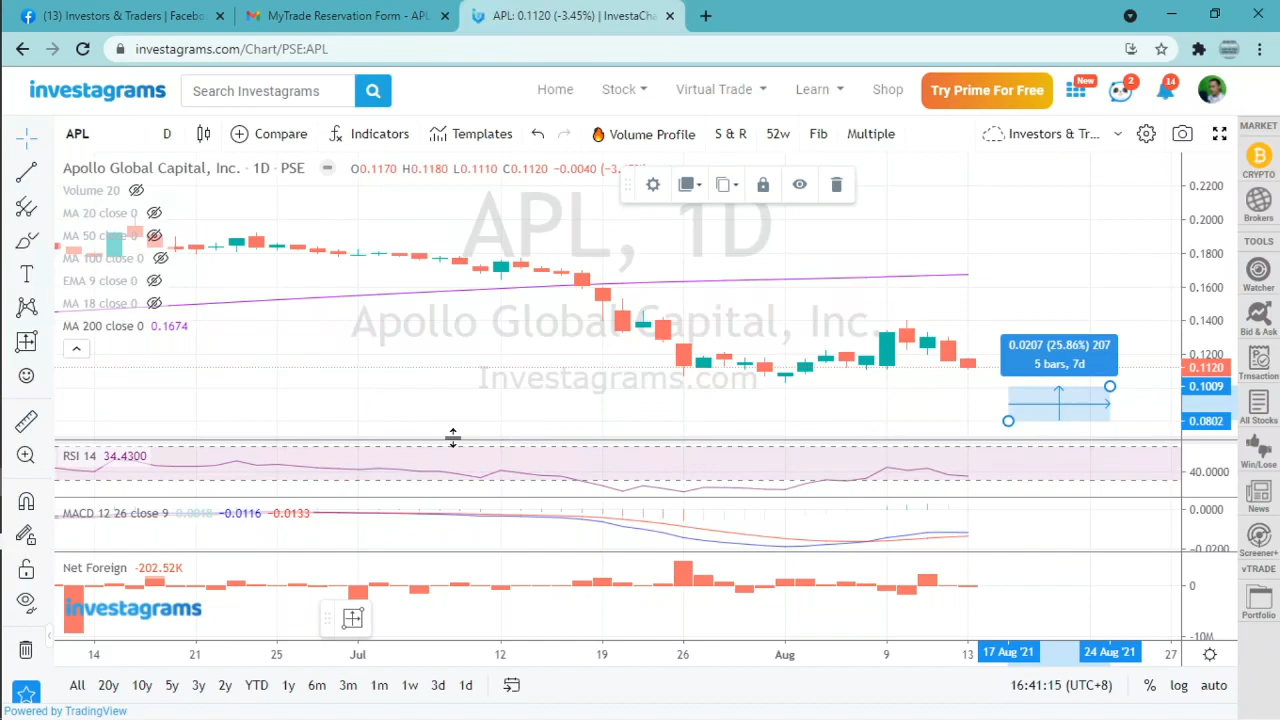 (13) Investors & Traders | Facebo
MyTrade Reservation Form - APL
APL: 0.1120 (-3.45%) | InvestaCha
investagrams.com/Chart/PSE:APL
investagrams
Search Investagrams
Home
Stock
Virtual Trade
Learn
Shop
Try Prime For Free
New
2
14
APL
D
Compare
Indicators
Templates
Volume Profile
S & R
52w
Fib
Multiple
Investors & Tr...
MARKET
Apollo Global Capital, Inc. · 1D · PSE
O0.1170 H0.1180 L0.1110 C0.1120 -0.0040
Volume 20
MA 20 close 0
MA 50 close 0
MA 100 close 0
EMA 9 close 0
MA 18 close 0
MA 200 close 0 0.1674
APL, 1D
Apollo Global Capital, Inc.
Investagrams.com
0.0207 (25.86%) 207
5 bars, 7d
0.2200
0.2000
0.1800
0.1600
0.1400
0.1200
0.1120
0.1009
0.0802
RSI 14 34.4300
40.0000
MACD 12 26 close 9 0.0018 -0.0116 -0.0133
0.0000
-0.0200
Net Foreign -202.52K
0
-10M
investagrams
14
21
Jul
12
19
26
Aug
9
13
17 Aug '21
24 Aug '21
27
All
20y
10y
5y
3y
2y
YTD
1y
6m
3m
1m
1w
3d
1d
16:41:15 (UTC+8)
%
log
auto
Powered by TradingView
CRYPTO
Brokers
TOOLS
Watcher
Bid & Ask
Trnsaction
All Stocks
Win/Lose
News
Screener+
vTRADE
Portfolio